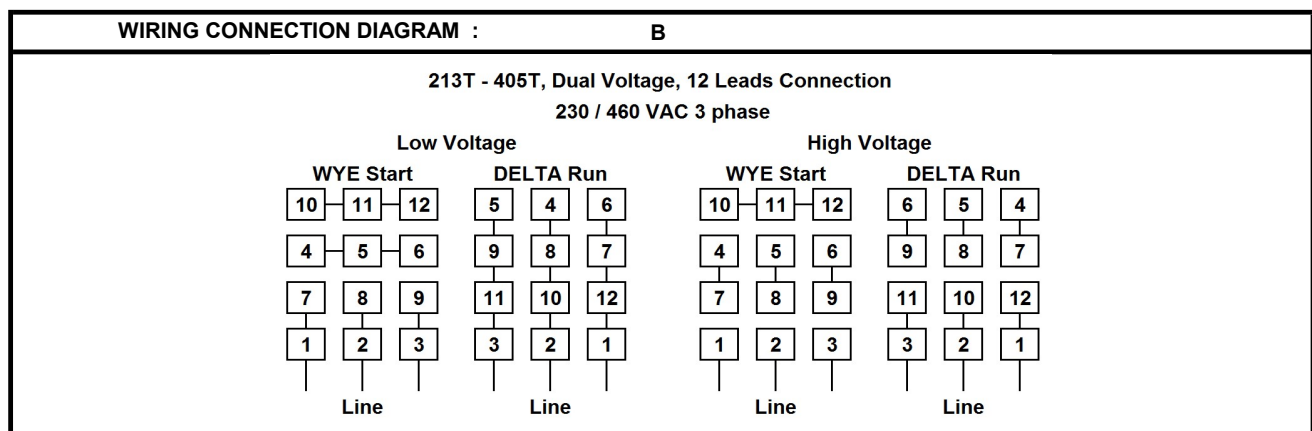 WIRING CONNECTION DIAGRAM : B
213T - 405T, Dual Voltage, 12 Leads Connection
230 / 460 VAC 3 phase
Low Voltage High Voltage
WYE Start DELTA Run WYE Start DELTA Run
10 11 12 5 4 6 10 11 12 6 5 4
4 5 6 9 8 7 4 5 6 9 8 7
7 8 9 11 10 12 7 8 9 11 10 12
1 2 3 3 2 1 1 2 3 3 2 1
Line Line Line Line